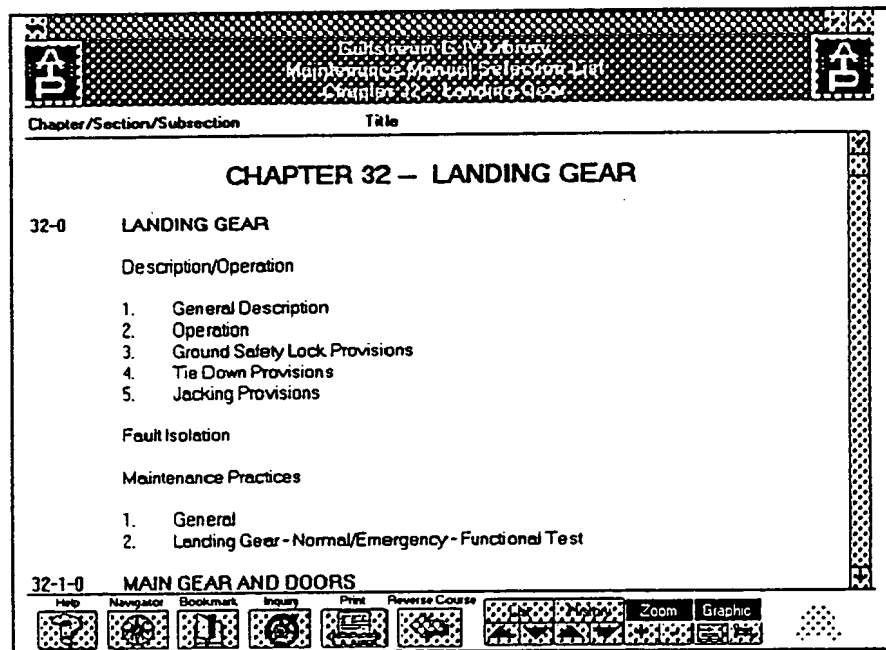 ATP
Gulfstream G-IV Library
Maintenance Manual Selection List
Chapter 32 - Landing Gear
ATP
Chapter/Section/Subsection Title
CHAPTER 32 – LANDING GEAR
32-0 LANDING GEAR
Description/Operation
1. General Description
2. Operation
3. Ground Safety Lock Provisions
4. Tie Down Provisions
5. Jacking Provisions
Fault Isolation
Maintenance Practices
1. General
2. Landing Gear - Normal/Emergency - Functional Test
32-1-0 MAIN GEAR AND DOORS
Help Navigator Bookmark Inquiry Print Reverse Course History Zoom Graphic